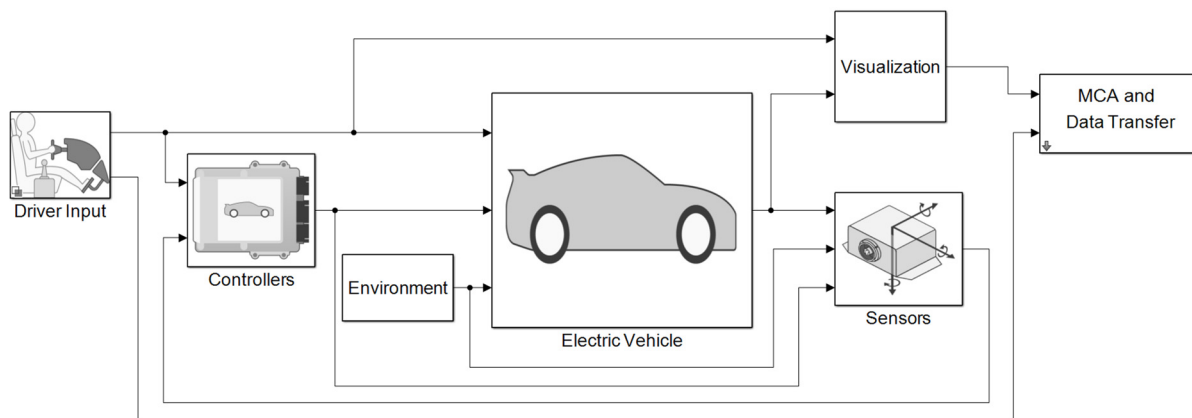 Visualization
MCA and
Data Transfer
Driver Input
Controllers
Environment
Electric Vehicle
Sensors